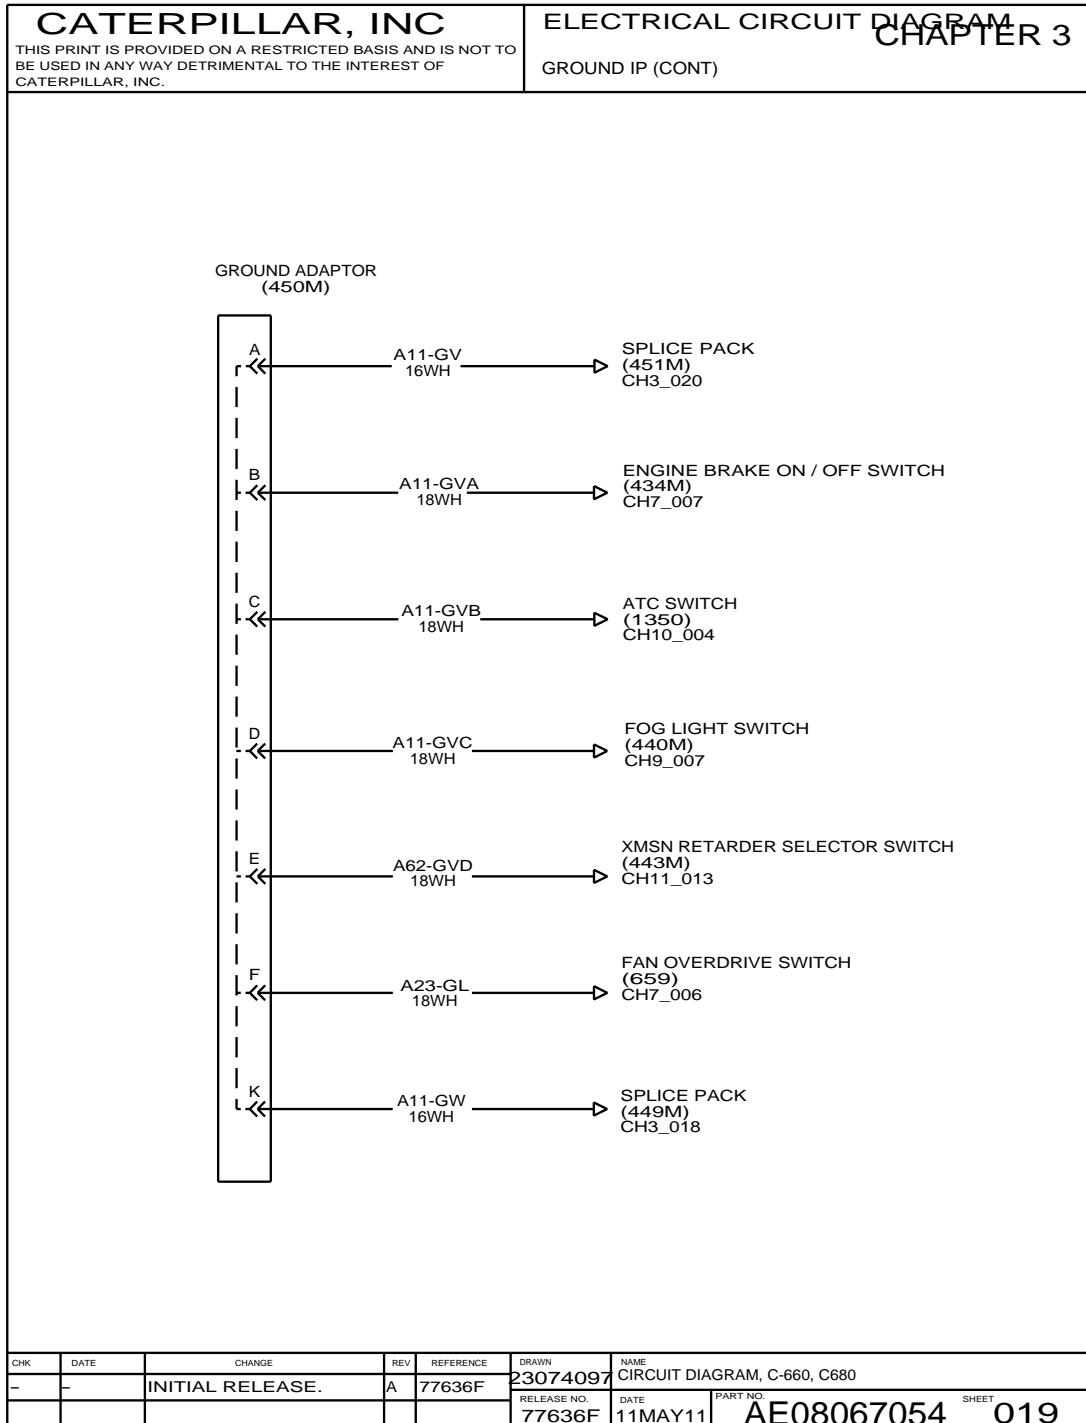 CATERPILLAR, INC
THIS PRINT IS PROVIDED ON A RESTRICTED BASIS AND IS NOT TO
BE USED IN ANY WAY DETRIMENTAL TO THE INTEREST OF
CATERPILLAR, INC.
ELECTRICAL CIRCUIT DIAGRAM
CHAPTER 3
GROUND IP (CONT)
GROUND ADAPTOR
(450M)
A
A11-GV
16WH
SPLICE PACK
(451M)
CH3_020
B
A11-GVA
18WH
ENGINE BRAKE ON / OFF SWITCH
(434M)
CH7_007
C
A11-GVB
18WH
ATC SWITCH
(1350)
CH10_004
D
A11-GVC
18WH
FOG LIGHT SWITCH
(440M)
CH9_007
E
A62-GVD
18WH
XMSN RETARDER SELECTOR SWITCH
(443M)
CH11_013
F
A23-GL
18WH
FAN OVERDRIVE SWITCH
(659)
CH7_006
K
A11-GW
16WH
SPLICE PACK
(449M)
CH3_018
CHK DATE CHANGE REV REFERENCE
- - INITIAL RELEASE. A 77636F
DRAWN
23074097
NAME
CIRCUIT DIAGRAM, C-660, C680
RELEASE NO.
77636F
DATE
11MAY11
PART NO.
AE08067054
SHEET
019